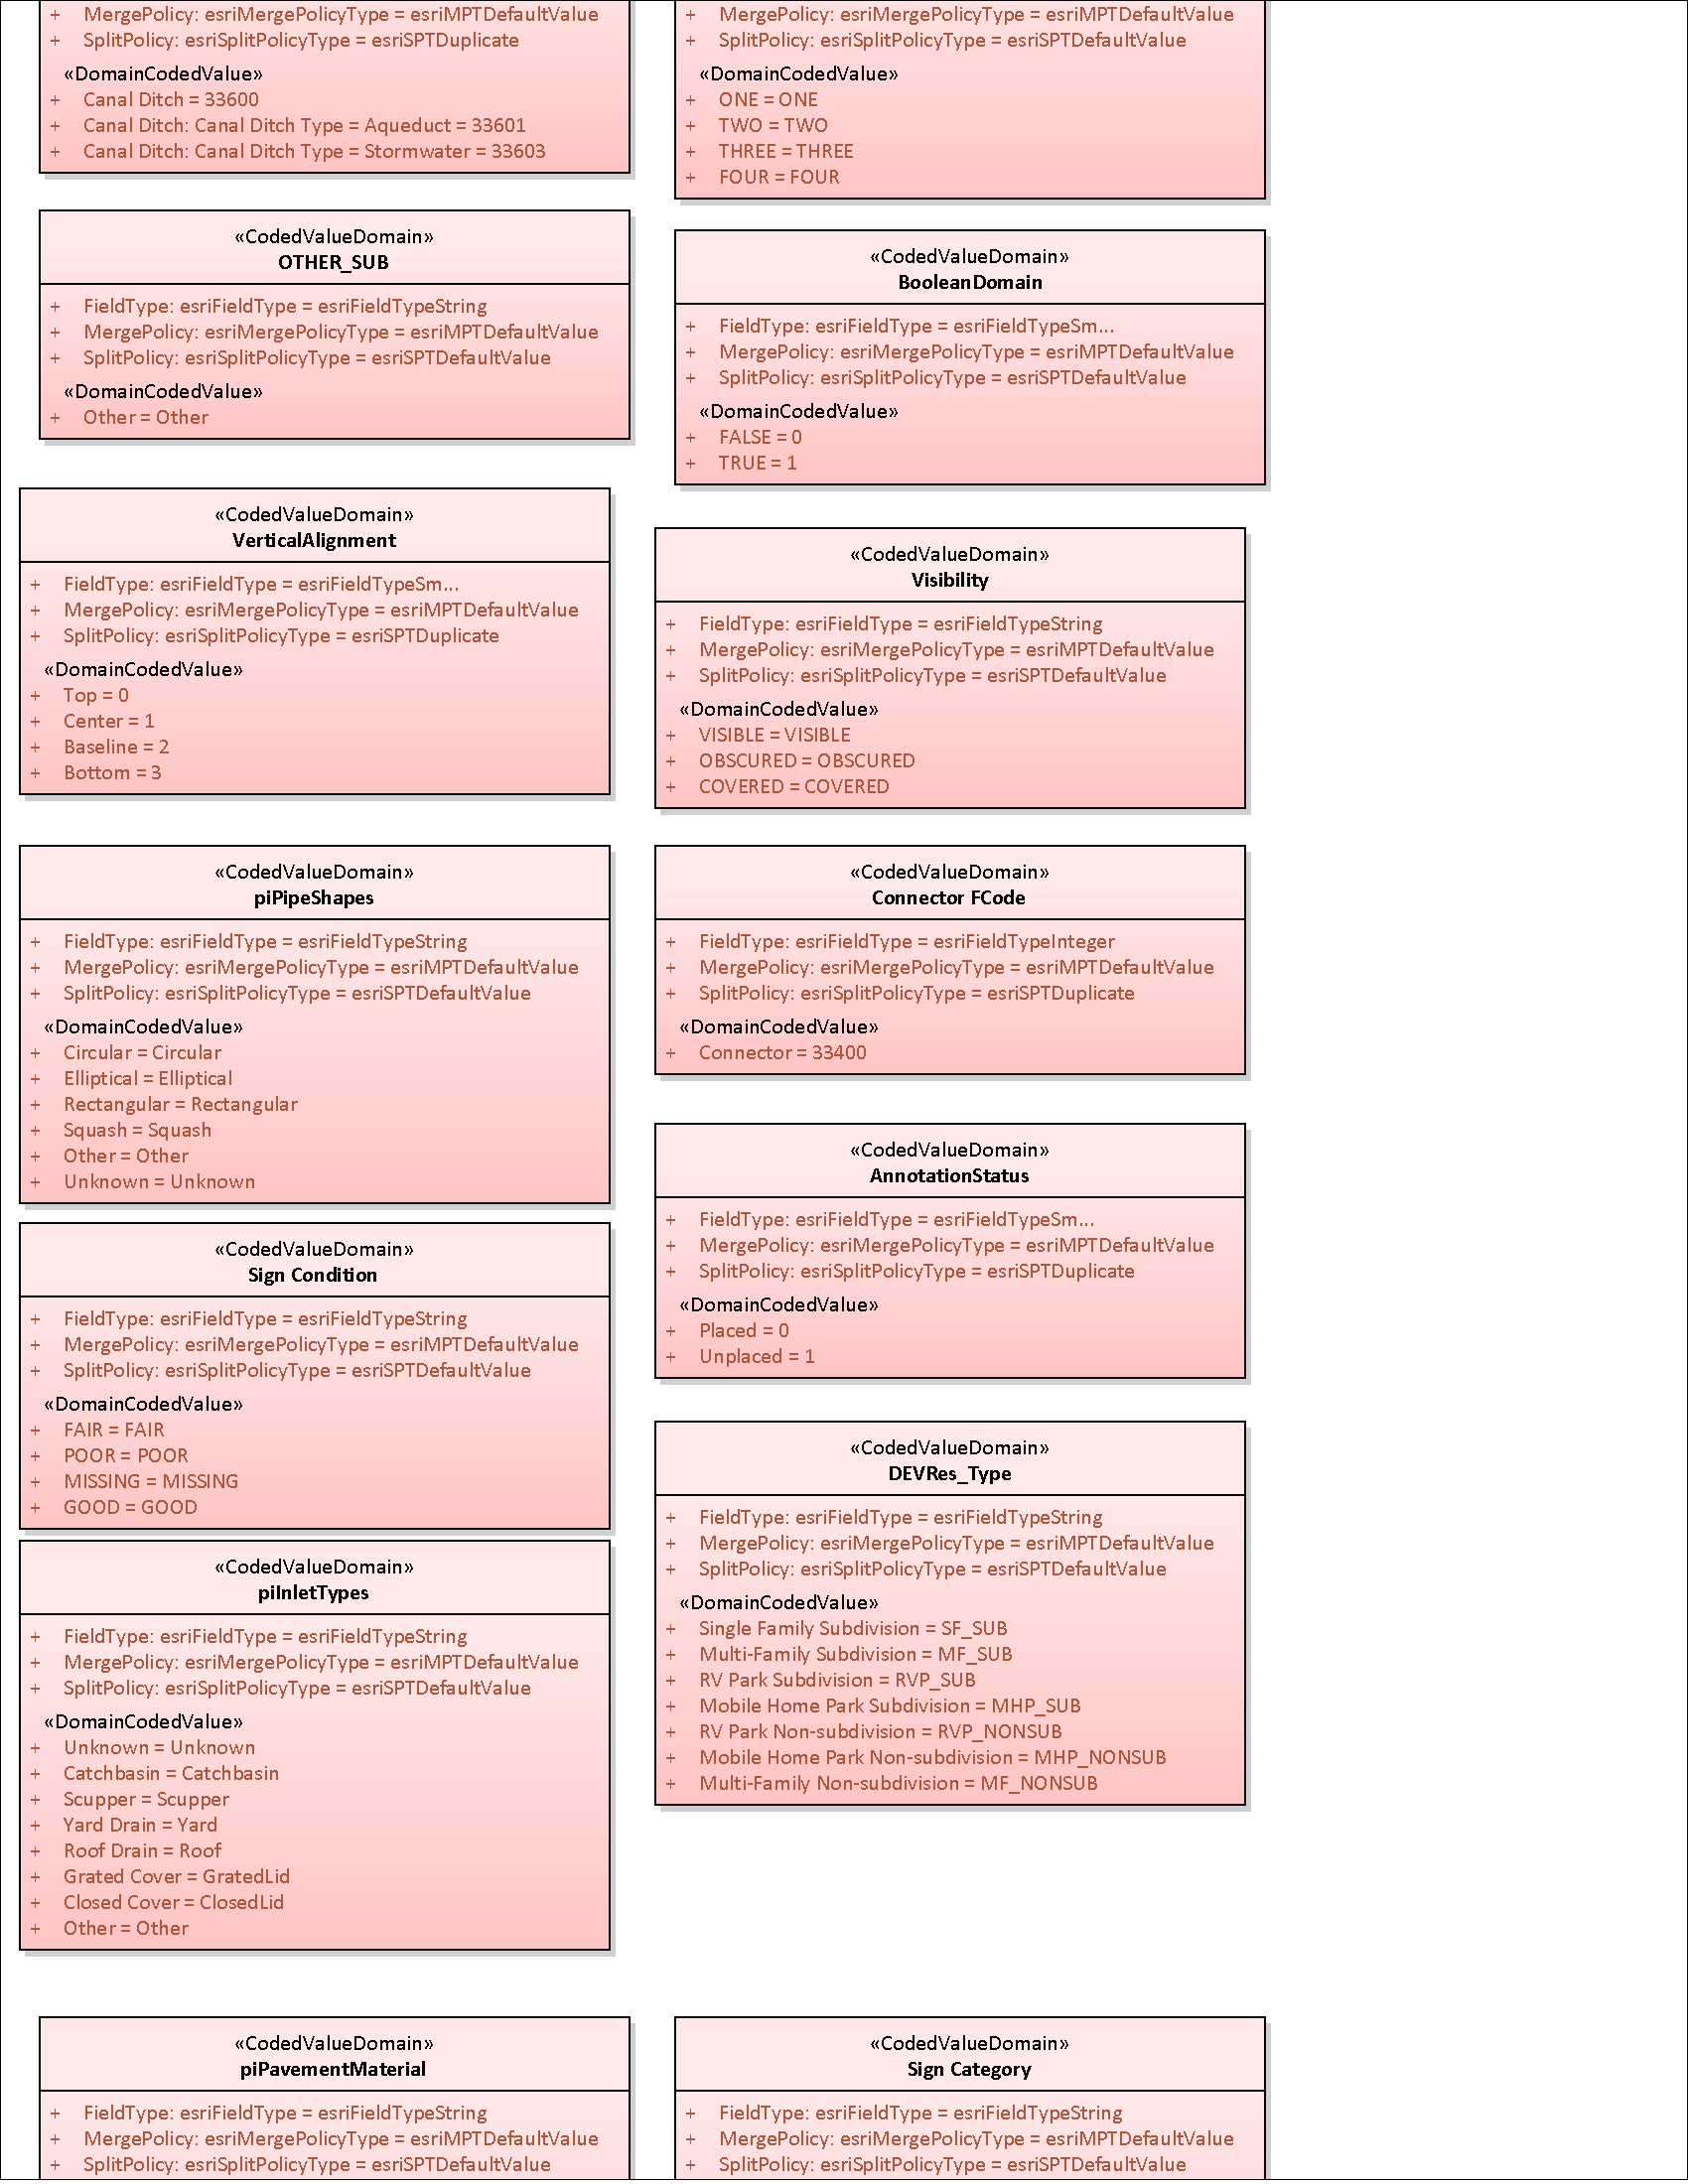 + MergePolicy: esriMergePolicyType = esriMPTDefaultValue
+ SplitPolicy: esriSplitPolicyType = esriSPTDuplicate
«DomainCodedValue»
+ Canal Ditch = 33600
+ Canal Ditch: Canal Ditch Type = Aqueduct = 33601
+ Canal Ditch: Canal Ditch Type = Stormwater = 33603
+ MergePolicy: esriMergePolicyType = esriMPTDefaultValue
+ SplitPolicy: esriSplitPolicyType = esriSPTDefaultValue
«DomainCodedValue»
+ ONE = ONE
+ TWO = TWO
+ THREE = THREE
+ FOUR = FOUR
«CodedValueDomain»
OTHER_SUB
+ FieldType: esriFieldType = esriFieldTypeString
+ MergePolicy: esriMergePolicyType = esriMPTDefaultValue
+ SplitPolicy: esriSplitPolicyType = esriSPTDefaultValue
«DomainCodedValue»
+ Other = Other
«CodedValueDomain»
BooleanDomain
+ FieldType: esriFieldType = esriFieldTypeSm...
+ MergePolicy: esriMergePolicyType = esriMPTDefaultValue
+ SplitPolicy: esriSplitPolicyType = esriSPTDefaultValue
«DomainCodedValue»
+ FALSE = 0
+ TRUE = 1
«CodedValueDomain»
VerticalAlignment
+ FieldType: esriFieldType = esriFieldTypeSm...
+ MergePolicy: esriMergePolicyType = esriMPTDefaultValue
+ SplitPolicy: esriSplitPolicyType = esriSPTDuplicate
«DomainCodedValue»
+ Top = 0
+ Center = 1
+ Baseline = 2
+ Bottom = 3
«CodedValueDomain»
Visibility
+ FieldType: esriFieldType = esriFieldTypeString
+ MergePolicy: esriMergePolicyType = esriMPTDefaultValue
+ SplitPolicy: esriSplitPolicyType = esriSPTDefaultValue
«DomainCodedValue»
+ VISIBLE = VISIBLE
+ OBSCURED = OBSCURED
+ COVERED = COVERED
«CodedValueDomain»
piPipeShapes
+ FieldType: esriFieldType = esriFieldTypeString
+ MergePolicy: esriMergePolicyType = esriMPTDefaultValue
+ SplitPolicy: esriSplitPolicyType = esriSPTDefaultValue
«DomainCodedValue»
+ Circular = Circular
+ Elliptical = Elliptical
+ Rectangular = Rectangular
+ Squash = Squash
+ Other = Other
+ Unknown = Unknown
«CodedValueDomain»
Connector FCode
+ FieldType: esriFieldType = esriFieldTypeInteger
+ MergePolicy: esriMergePolicyType = esriMPTDefaultValue
+ SplitPolicy: esriSplitPolicyType = esriSPTDuplicate
«DomainCodedValue»
+ Connector = 33400
«CodedValueDomain»
AnnotationStatus
+ FieldType: esriFieldType = esriFieldTypeSm...
+ MergePolicy: esriMergePolicyType = esriMPTDefaultValue
+ SplitPolicy: esriSplitPolicyType = esriSPTDuplicate
«DomainCodedValue»
+ Placed = 0
+ Unplaced = 1
«CodedValueDomain»
Sign Condition
+ FieldType: esriFieldType = esriFieldTypeString
+ MergePolicy: esriMergePolicyType = esriMPTDefaultValue
+ SplitPolicy: esriSplitPolicyType = esriSPTDefaultValue
«DomainCodedValue»
+ FAIR = FAIR
+ POOR = POOR
+ MISSING = MISSING
+ GOOD = GOOD
«CodedValueDomain»
DEVRes_Type
+ FieldType: esriFieldType = esriFieldTypeString
+ MergePolicy: esriMergePolicyType = esriMPTDefaultValue
+ SplitPolicy: esriSplitPolicyType = esriSPTDefaultValue
«DomainCodedValue»
+ Single Family Subdivision = SF_SUB
+ Multi-Family Subdivision = MF_SUB
+ RV Park Subdivision = RVP_SUB
+ Mobile Home Park Subdivision = MHP_SUB
+ RV Park Non-subdivision = RVP_NONSUB
+ Mobile Home Park Non-subdivision = MHP_NONSUB
+ Multi-Family Non-subdivision = MF_NONSUB
«CodedValueDomain»
piInletTypes
+ FieldType: esriFieldType = esriFieldTypeString
+ MergePolicy: esriMergePolicyType = esriMPTDefaultValue
+ SplitPolicy: esriSplitPolicyType = esriSPTDefaultValue
«DomainCodedValue»
+ Unknown = Unknown
+ Catchbasin = Catchbasin
+ Scupper = Scupper
+ Yard Drain = Yard
+ Roof Drain = Roof
+ Grated Cover = GratedLid
+ Closed Cover = ClosedLid
+ Other = Other
«CodedValueDomain»
piPavementMaterial
+ FieldType: esriFieldType = esriFieldTypeString
+ MergePolicy: esriMergePolicyType = esriMPTDefaultValue
+ SplitPolicy: esriSplitPolicyType = esriSPTDefaultValue
«CodedValueDomain»
Sign Category
+ FieldType: esriFieldType = esriFieldTypeString
+ MergePolicy: esriMergePolicyType = esriMPTDefaultValue
+ SplitPolicy: esriSplitPolicyType = esriSPTDefaultValue